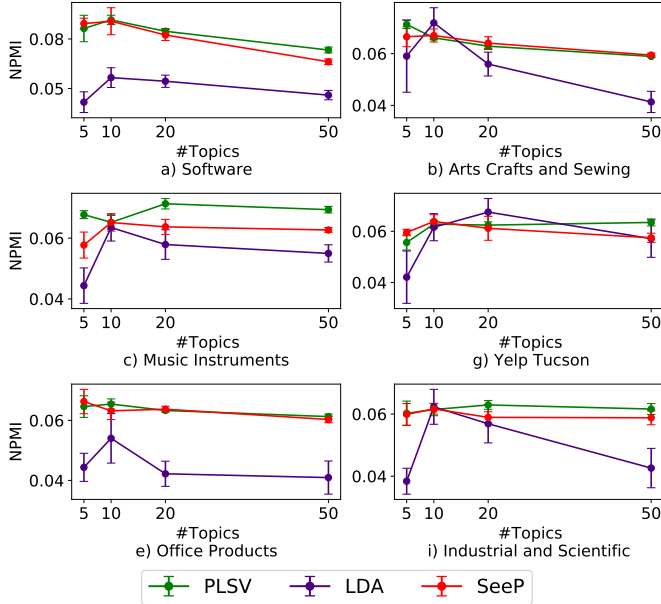 NPMI
0.08
0.05
5 10 20 50
#Topics
a) Software
0.06
0.04
5 10 20 50
#Topics
b) Arts Crafts and Sewing
NPMI
0.06
0.04
5 10 20 50
#Topics
c) Music Instruments
0.06
0.04
5 10 20 50
#Topics
g) Yelp Tucson
NPMI
0.06
0.04
5 10 20 50
#Topics
e) Office Products
0.06
0.04
5 10 20 50
#Topics
i) Industrial and Scientific
PLSV LDA SeeP